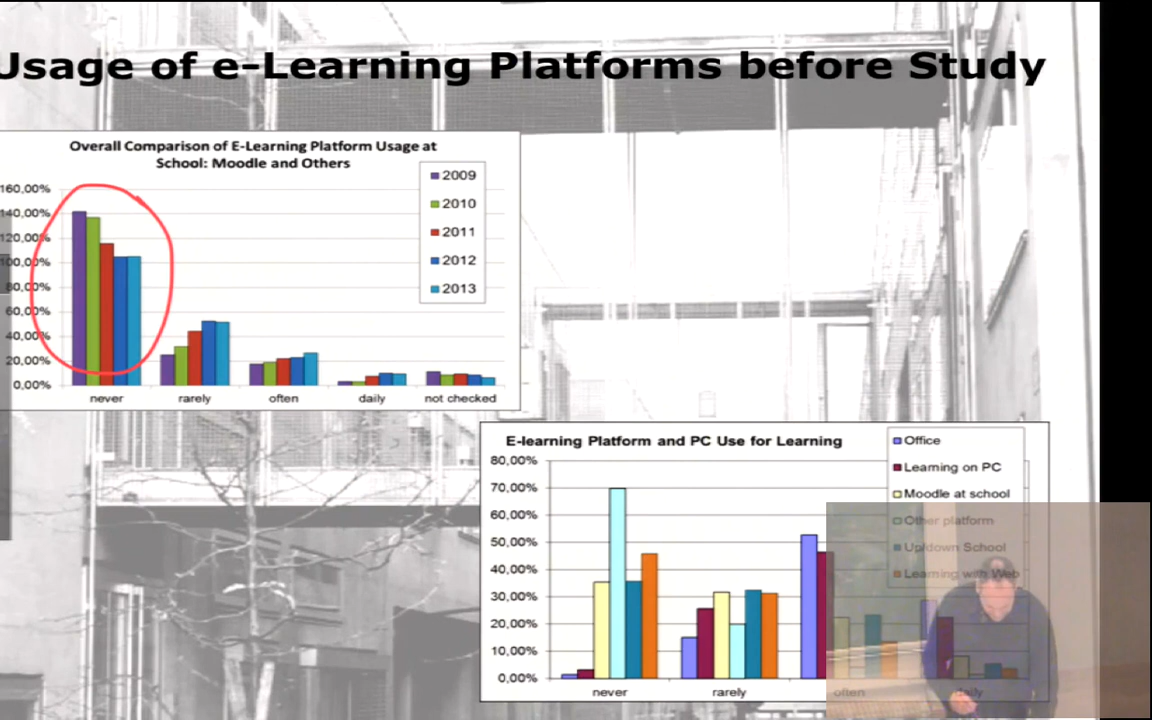 Usage of e-Learning Platforms before Study
Overall Comparison of E-Learning Platform Usage at
School: Moodle and Others
160,00%
140,00%
120,00%
100,00%
80,00%
60,00%
40,00%
20,00%
0,00%
2009
2010
2011
2012
2013
never rarely often daily not checked
E-learning Platform and PC Use for Learning
80,00%
70,00%
60,00%
50,00%
40,00%
30,00%
20,00%
10,00%
0,00%
Office
Learning on PC
Moodle at school
Other platform
Up/down School
Learning with Web
never rarely often daily